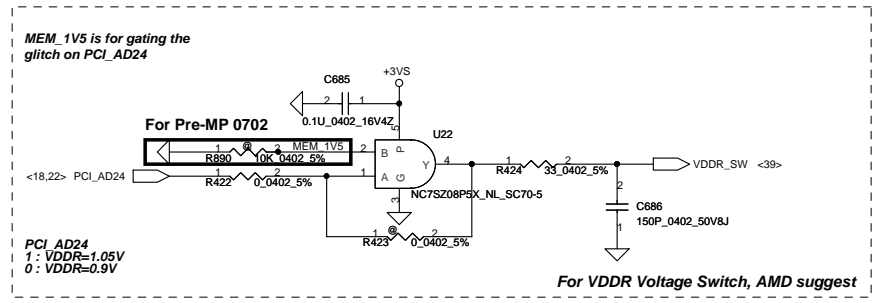 MEM_1V5 is for gating the
glitch on PCI_AD24
C685
+3VS
2 1
0.1U_0402_16V4Z
For Pre-MP 0702
5
U22
1 @ 2 MEM_1V5 2
B P
R890 10K_0402_5%
Y 4
<18,22> PCI_AD24
1 2 1
A G
R422 0_0402_5%
3
NC7SZ08P5X_NL_SC70-5
1 2
R424 33_0402_5%
VDDR_SW <39>
2
C686
150P_0402_50V8J
1
1 @ 2
R423 0_0402_5%
PCI_AD24
1 : VDDR=1.05V
0 : VDDR=0.9V
For VDDR Voltage Switch, AMD suggest